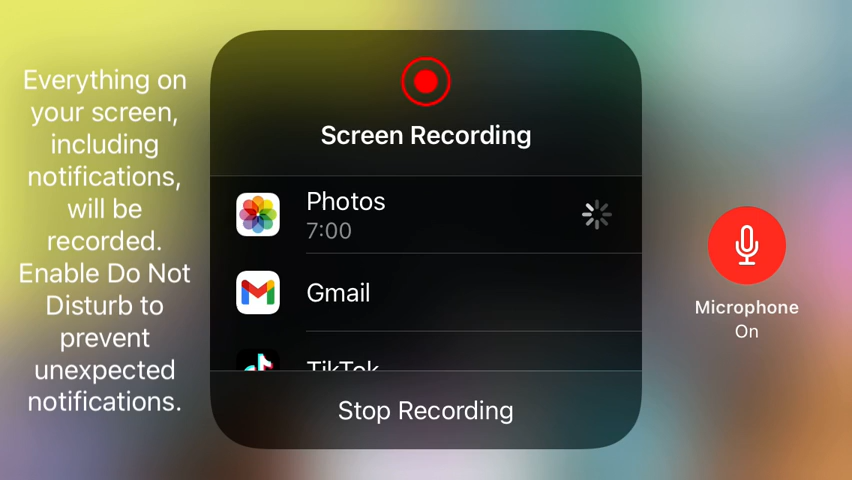 Everything on
your screen,
including
notifications,
will be
recorded.
Enable Do Not
Disturb to
prevent
unexpected
notifications.
Screen Recording
Photos
7:00
Gmail
TikTok
Stop Recording
Microphone
On